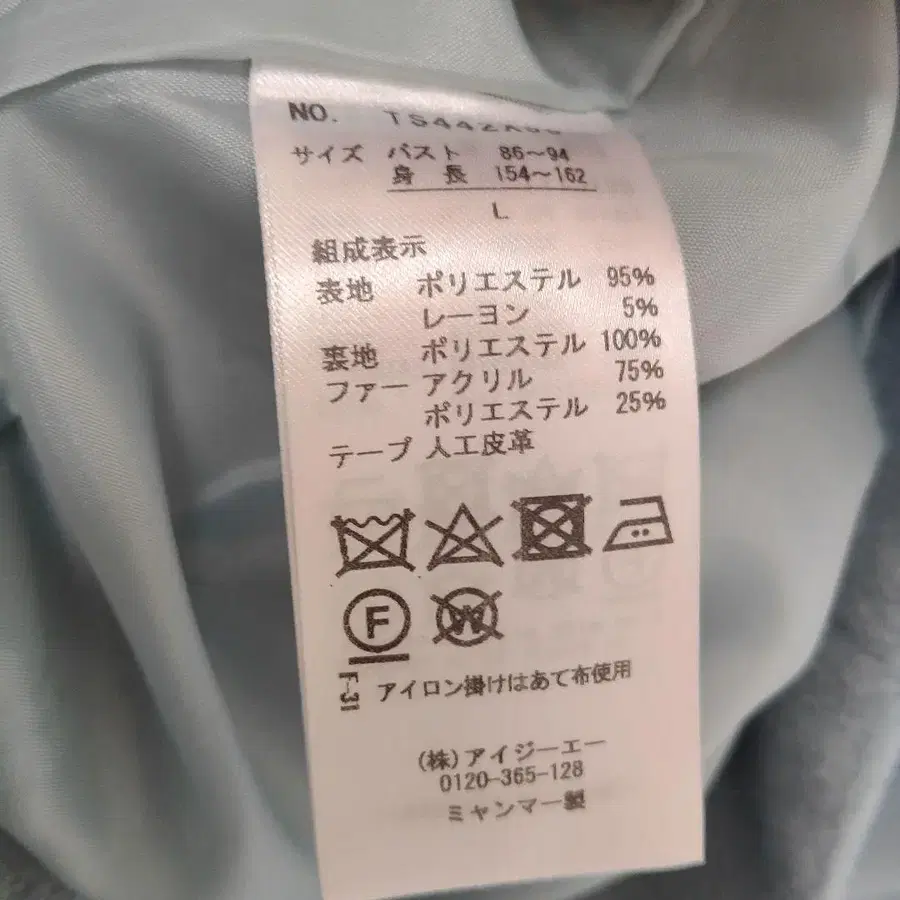 NO.
サイズ バスト 86〜94
身 長 154〜162
L
組成表示
表地 ポリエステル 95%
レーヨン 5%
裏地 ポリエステル 100%
ファー アクリル 75%
ポリエステル 25%
テープ 人工皮革
F W
F-31 アイロン掛けはあて布使用
(株)アイジーエー
0120-365-128
ミャンマー製